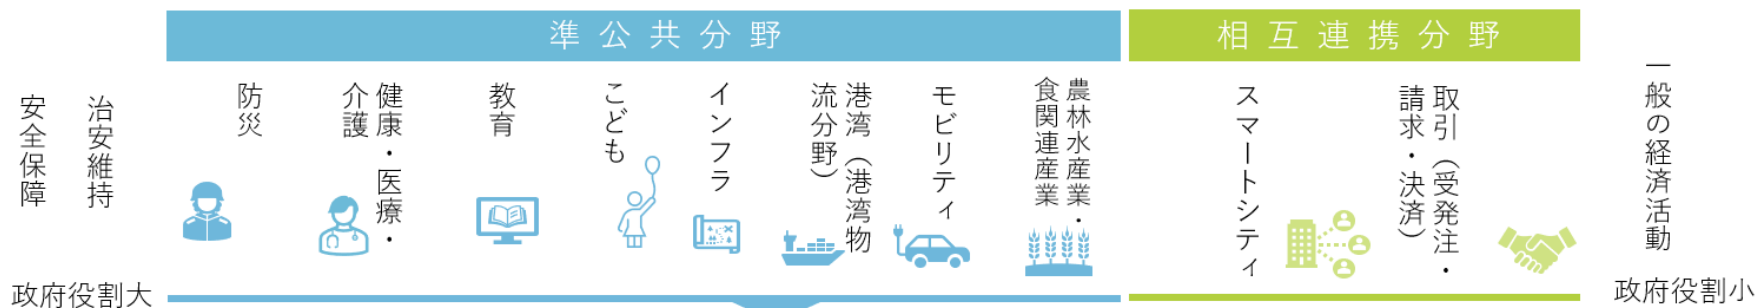 準公共分野
相互連携分野
安全保障
治安維持
防災
健康・医療・
介護
教育
こども
インフラ
港湾（港湾物
流分野）
モビリティ
農林水産業・
食関連産業
スマートシティ
取引（受発注・
請求・決済）
一般の経済活動
政府役割大
政府役割小